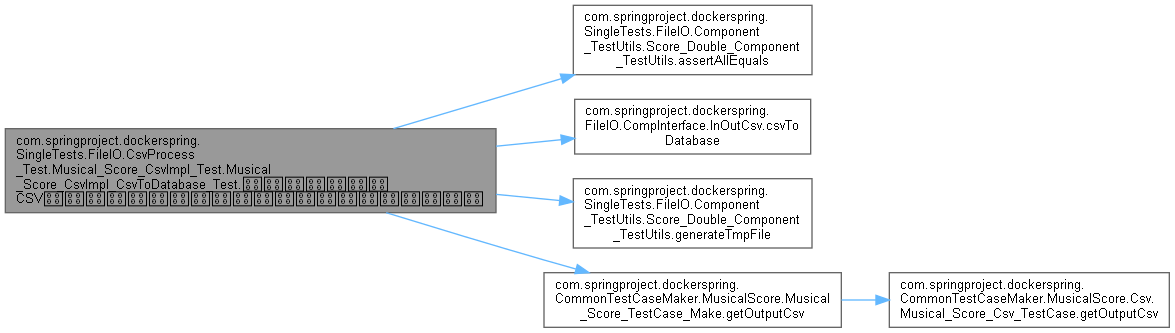 com.springproject.dockerspring.
SingleTests.FileIO.Component
_TestUtils.Score_Double_Component
_TestUtils.assertAllEquals
com.springproject.dockerspring.
FileIO.CompInterface.InOutCsv.csvTo
Database
com.springproject.dockerspring.
SingleTests.FileIO.CsvProcess
_Test.Musical_Score_CsvImpl_Test.Musical
_Score_CsvImpl_CsvToDatabase_Test.
CSV
com.springproject.dockerspring.
SingleTests.FileIO.Component
_TestUtils.Score_Double_Component
_TestUtils.generateTmpFile
com.springproject.dockerspring.
CommonTestCaseMaker.MusicalScore.Musical
_Score_TestCase_Make.getOutputCsv
com.springproject.dockerspring.
CommonTestCaseMaker.MusicalScore.Csv.
Musical_Score_Csv_TestCase.getOutputCsv